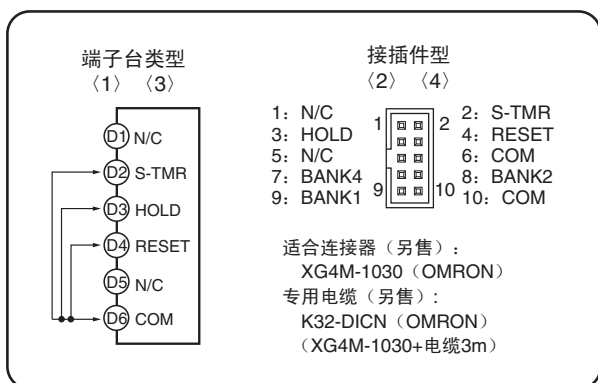 端子台类型
〈1〉〈3〉
D1 N/C
D2 S-TMR
D3 HOLD
D4 RESET
D5 N/C
D6 COM
接插件型
〈2〉〈4〉
1：N/C
3：HOLD
5：N/C
7：BANK4
9：BANK1
1
2
9
10
2：S-TMR
4：RESET
6：COM
8：BANK2
10：COM
适合连接器（另售）：
XG4M-1030（OMRON）
专用电缆（另售）：
K32-DICN（OMRON）
（XG4M-1030+电缆3m）